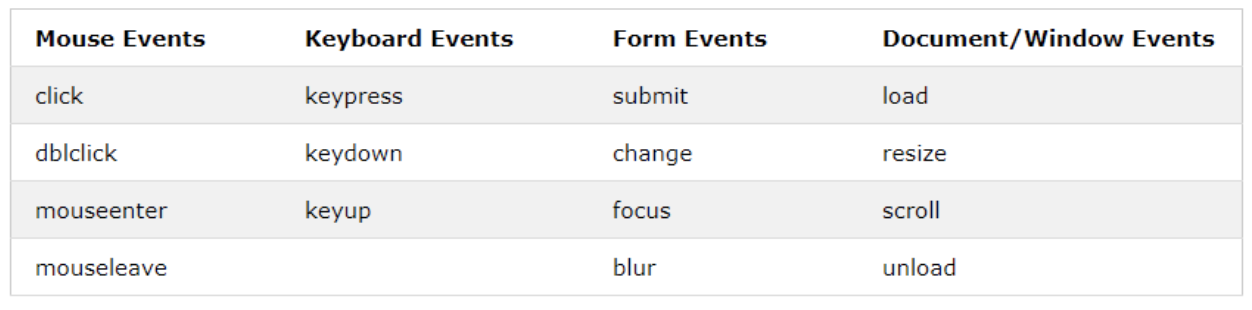 Mouse Events Keyboard Events Form Events Document/Window Events
click keypress submit load
dblclick keydown change resize
mouseenter keyup focus scroll
mouseleave blur unload